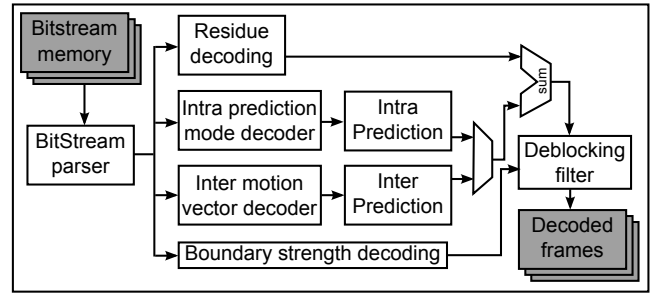 Bitstream
memory
BitStream
parser
Residue
decoding
Intra prediction
mode decoder
Intra
Prediction
Inter motion
vector decoder
Inter
Prediction
Boundary strength decoding
sum
Deblocking
filter
Decoded
frames